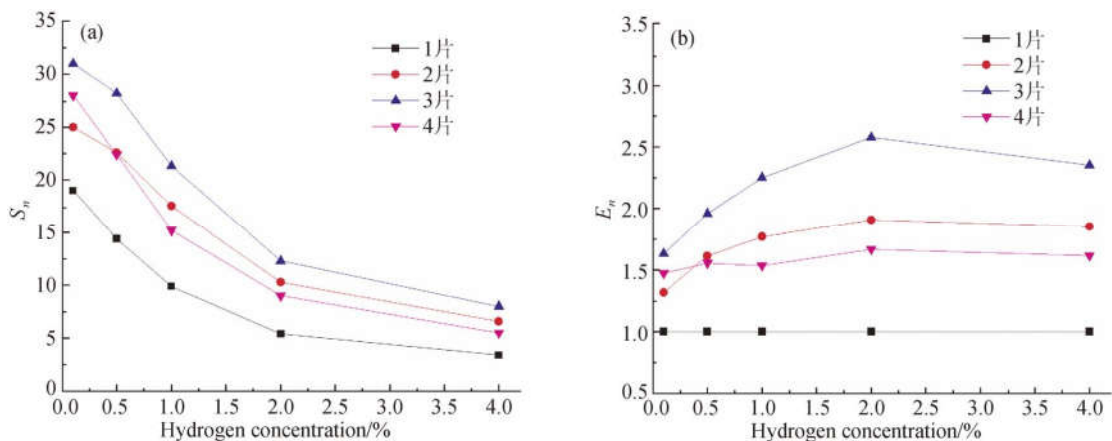 (a)
1片
2片
3片
4片
35
30
25
20
15
10
5
0
Sn
0.0 0.5 1.0 1.5 2.0 2.5 3.0 3.5 4.0
Hydrogen concentration/%
(b)
1片
2片
3片
4片
3.5
3.0
2.5
2.0
1.5
1.0
0.5
En
0.0 0.5 1.0 1.5 2.0 2.5 3.0 3.5 4.0
Hydrogen concentration/%